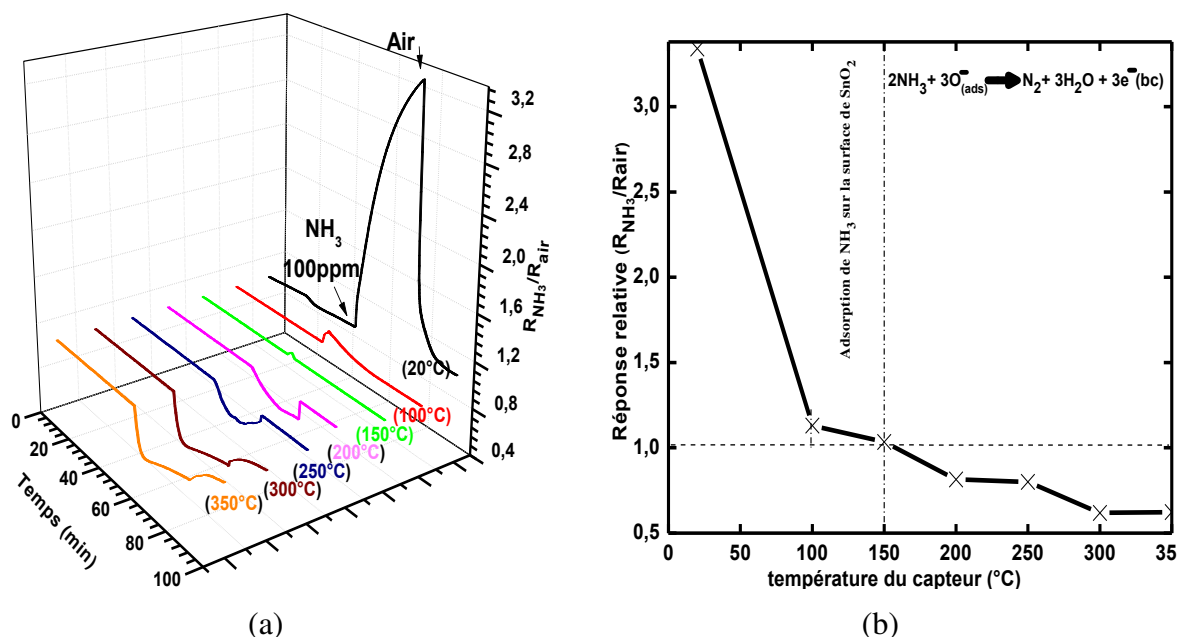 Air
NH3
100ppm
(20°C)
(100°C)
(150°C)
(200°C)
(250°C)
(300°C)
(350°C)
3,2
2,8
2,4
2,0
1,6
1,2
0,8
0,4
RNH3/Rair
0
20
40
60
80
100
Temps (min)
(a)
2NH3+ 3O-(ads) N2+ 3H2O + 3e-(bc)
Adsorption de NH3 sur la surface de SnO2
Réponse relative (RNH3/Rair)
3,0
2,5
2,0
1,5
1,0
0,5
0
50
100
150
200
250
300
35
température du capteur (°C)
(b)